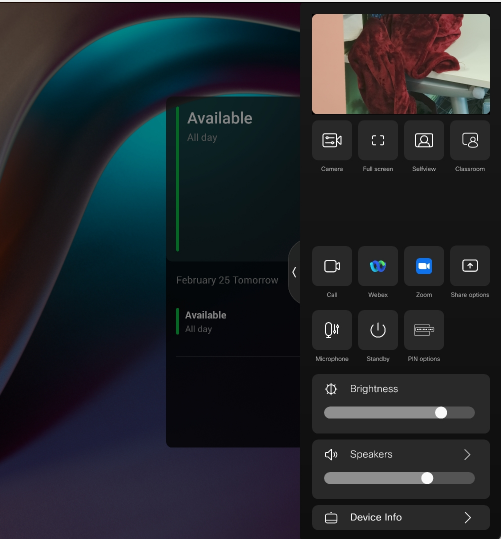 Available
All day
February 25 Tomorrow
Available
All day
Camera
Full screen
Selfview
Classroom
Call
Webex
Zoom
Share options
Microphone
Standby
PIN options
Brightness
Speakers
Device Info